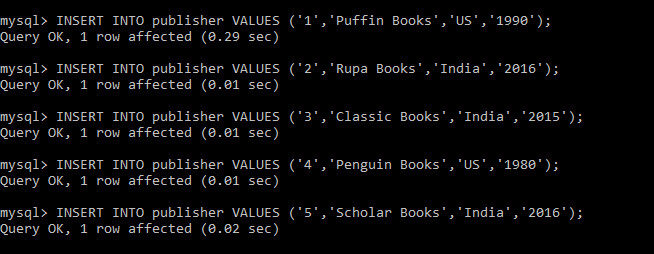 mysql> INSERT INTO publisher VALUES ('1','Puffin Books','US','1990');
Query OK, 1 row affected (0.29 sec)
mysql> INSERT INTO publisher VALUES ('2','Rupa Books','India','2016');
Query OK, 1 row affected (0.01 sec)
mysql> INSERT INTO publisher VALUES ('3','Classic Books','India','2015');
Query OK, 1 row affected (0.01 sec)
mysql> INSERT INTO publisher VALUES ('4','Penguin Books','US','1980');
Query OK, 1 row affected (0.01 sec)
mysql> INSERT INTO publisher VALUES ('5','Scholar Books','India','2016');
Query OK, 1 row affected (0.02 sec)